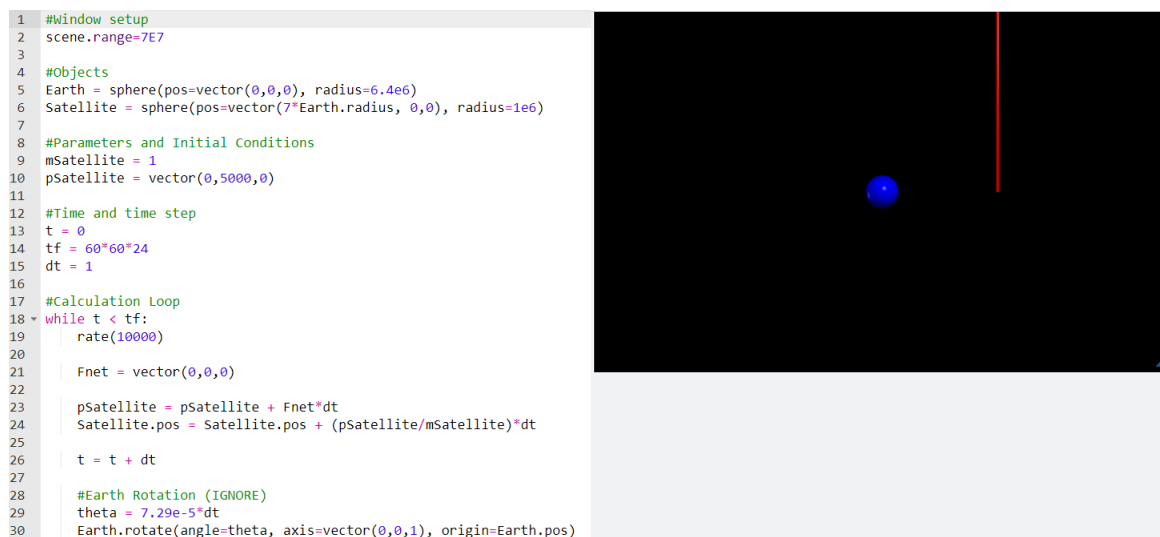 1 #Window setup
2 scene.range=7E7
3
4 #Objects
5 Earth = sphere(pos=vector(0,0,0), radius=6.4e6)
6 Satellite = sphere(pos=vector(7*Earth.radius, 0,0), radius=1e6)
7
8 #Parameters and Initial Conditions
9 mSatellite = 1
10 pSatellite = vector(0,5000,0)
11
12 #Time and time step
13 t = 0
14 tf = 60*60*24
15 dt = 1
16
17 #Calculation Loop
18 while t < tf:
19 rate(10000)
20
21 Fnet = vector(0,0,0)
22
23 pSatellite = pSatellite + Fnet*dt
24 Satellite.pos = Satellite.pos + (pSatellite/mSatellite)*dt
25
26 t = t + dt
27
28 #Earth Rotation (IGNORE)
29 theta = 7.29e-5*dt
30 Earth.rotate(angle=theta, axis=vector(0,0,1), origin=Earth.pos)